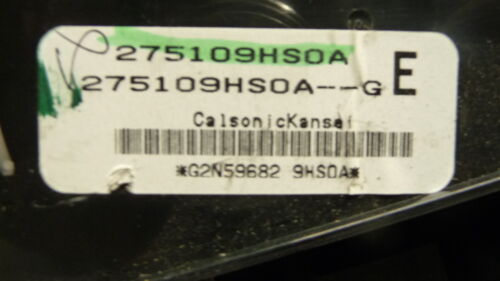 275109HS0A
275109HS0A--G E
CalsonicKansei
*G2N59682 9HS0A*